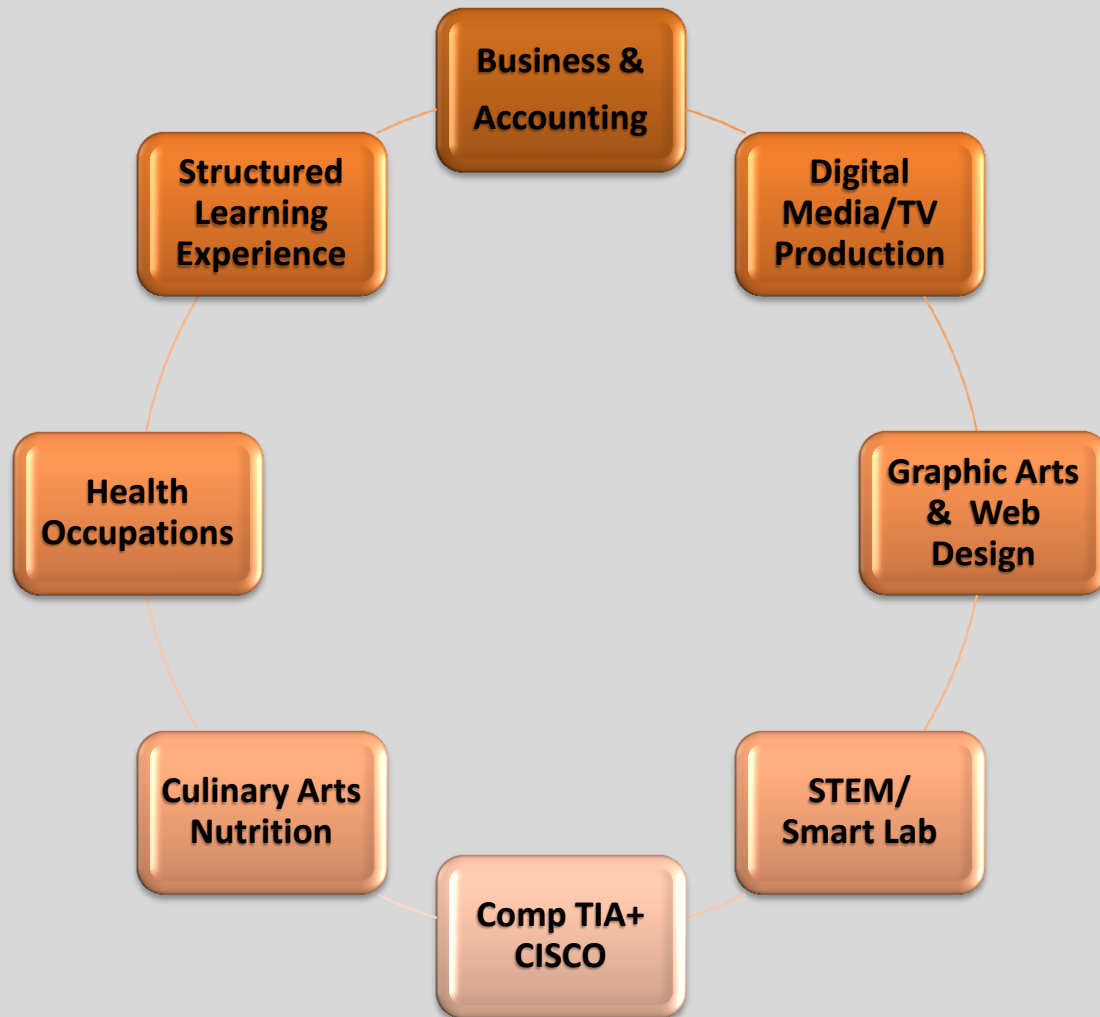 Business &
Accounting
Digital
Media/TV
Production
Graphic Arts
& Web
Design
STEM/
Smart Lab
Comp TIA+
CISCO
Culinary Arts
Nutrition
Health
Occupations
Structured
Learning
Experience